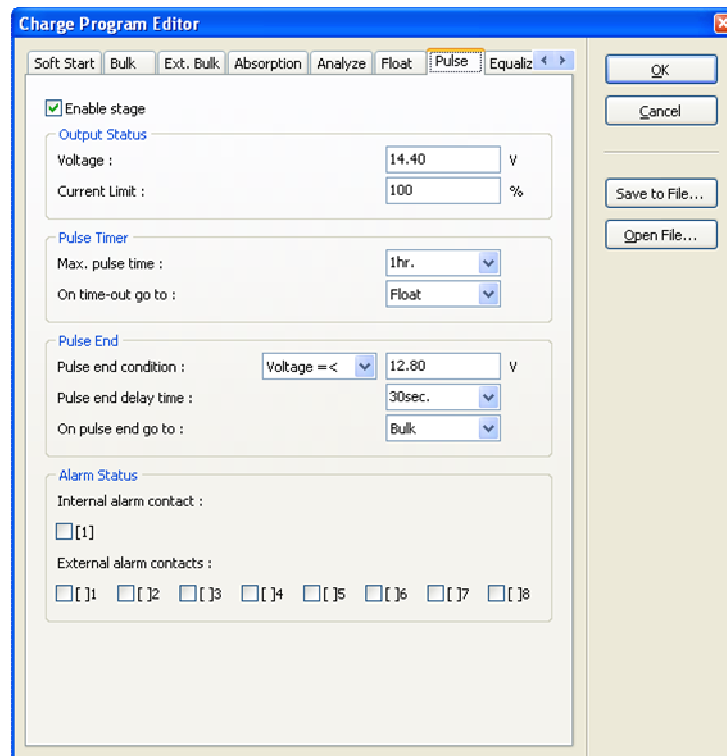 Charge Program Editor
Soft Start Bulk Ext. Bulk Absorption Analyze Float Pulse Equaliz
OK
Cancel
Save to File...
Open File...
Enable stage
Output Status
Voltage : 14.40 V
Current Limit : 100 %
Pulse Timer
Max. pulse time : 1hr.
On time-out go to : Float
Pulse End
Pulse end condition : Voltage =< 12.80 V
Pulse end delay time : 30sec.
On pulse end go to : Bulk
Alarm Status
Internal alarm contact :
[1]
External alarm contacts :
[ ]1 [ ]2 [ ]3 [ ]4 [ ]5 [ ]6 [ ]7 [ ]8